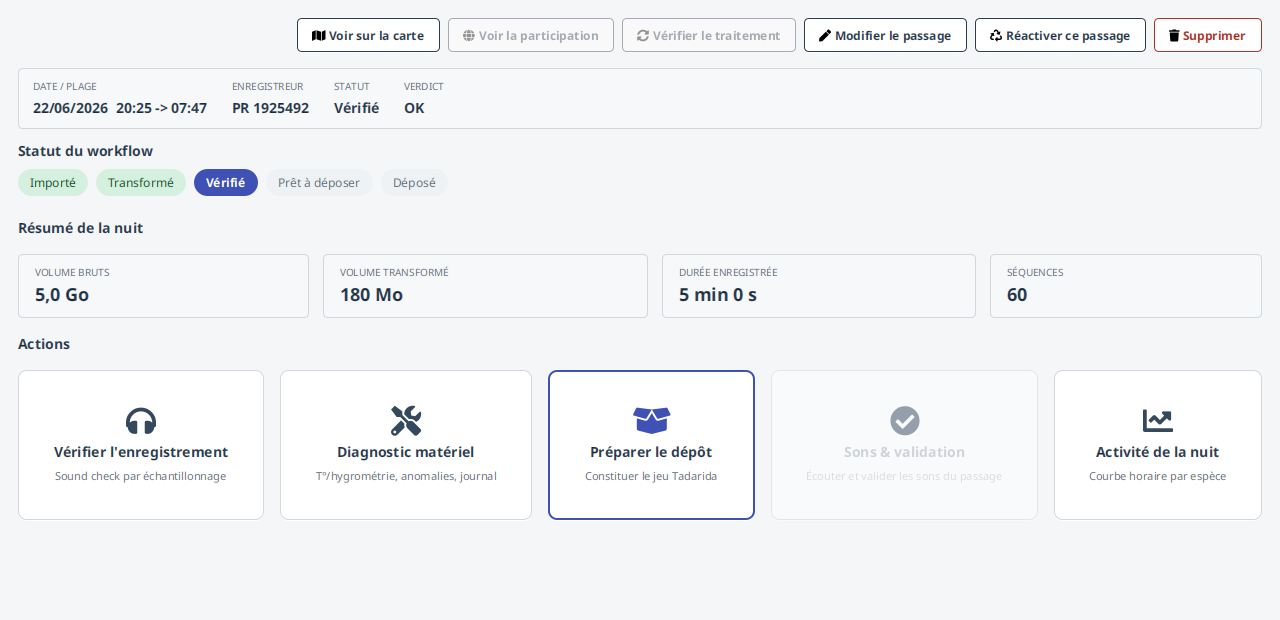 Voir sur la carte
Voir la participation
Vérifier le traitement
Modifier le passage
Réactiver ce passage
Supprimer
DATE / PLAGE
22/06/2026  20:25 -> 07:47
ENREGISTREUR
PR 1925492
STATUT
Vérifié
VERDICT
OK
Statut du workflow
Importé
Transformé
Vérifié
Prêt à déposer
Déposé
Résumé de la nuit
VOLUME BRUTS
5,0 Go
VOLUME TRANSFORMÉ
180 Mo
DURÉE ENREGISTRÉE
5 min 0 s
SÉQUENCES
60
Actions
Vérifier l'enregistrement
Sound check par échantillonnage
Diagnostic matériel
T°/hygrométrie, anomalies, journal
Préparer le dépôt
Constituer le jeu Tadarida
Sons & validation
Écouter et valider les sons du passage
Activité de la nuit
Courbe horaire par espèce